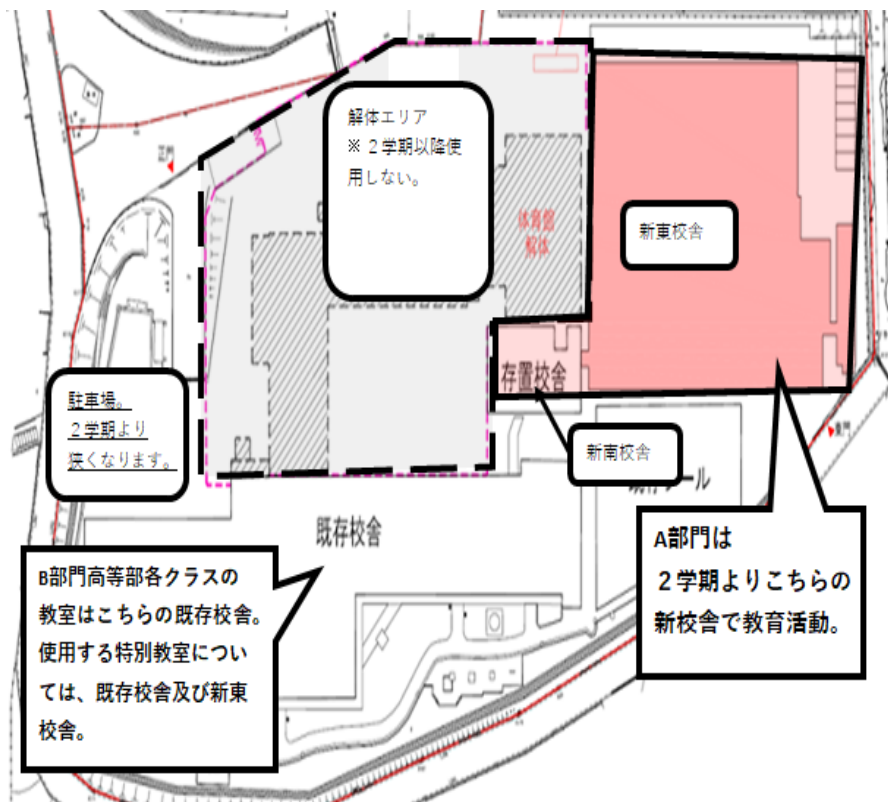 解体エリア
※２学期以降使
用しない。
正門
体育館
解体
新東校舎
存置校舎
駐車場。
２学期より
狭くなります。
新南校舎
東門
ール
既存校舎
B部門高等部各クラスの
教室はこちらの既存校舎。
使用する特別教室につい
ては、既存校舎及び新東
校舎。
A部門は
２学期よりこちらの
新校舎で教育活動。